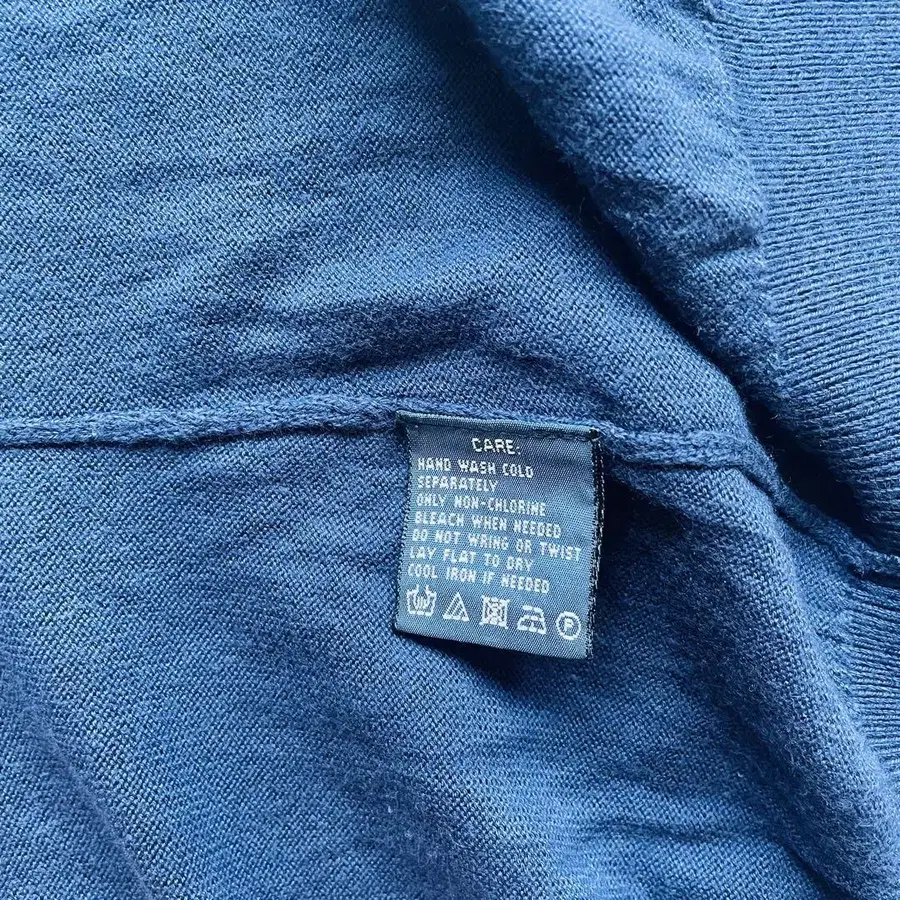 CARE:
HAND WASH COLD
SEPARATELY
ONLY NON-CHLORINE
BLEACH WHEN NEEDED
DO NOT WRING OR TWIST
LAY FLAT TO DRY
COOL IRON IF NEEDED
P